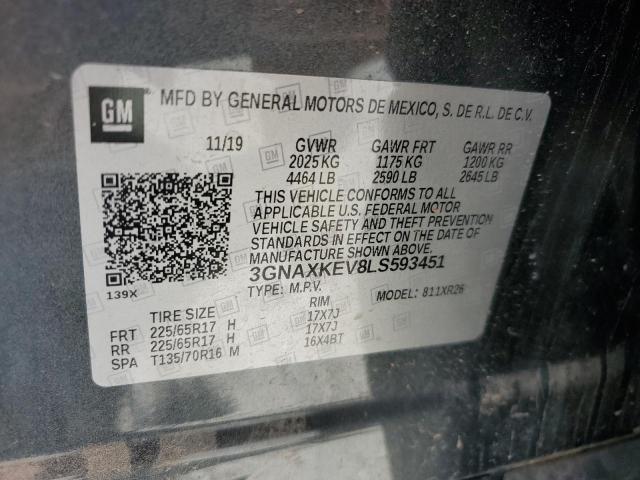 GM MFD BY GENERAL MOTORS DE MEXICO, S. DE R.L. DE C.V.
11/19 GVWR GAWR FRT GAWR RR
2025 KG 1175 KG 1200 KG
4464 LB 2590 LB 2645 LB
THIS VEHICLE CONFORMS TO ALL
APPLICABLE U.S. FEDERAL MOTOR
VEHICLE SAFETY AND THEFT PREVENTION
STANDARDS IN EFFECT ON THE DATE OF
MANUFACTURE SHOWN ABOVE.
3GNAXKEV8LS593451
139X TYPE: M.P.V. MODEL: 811XR26
TIRE SIZE RIM
FRT 225/65R17 H 17X7J
RR 225/65R17 H 17X7J
SPA T135/70R16 M 16X4BT